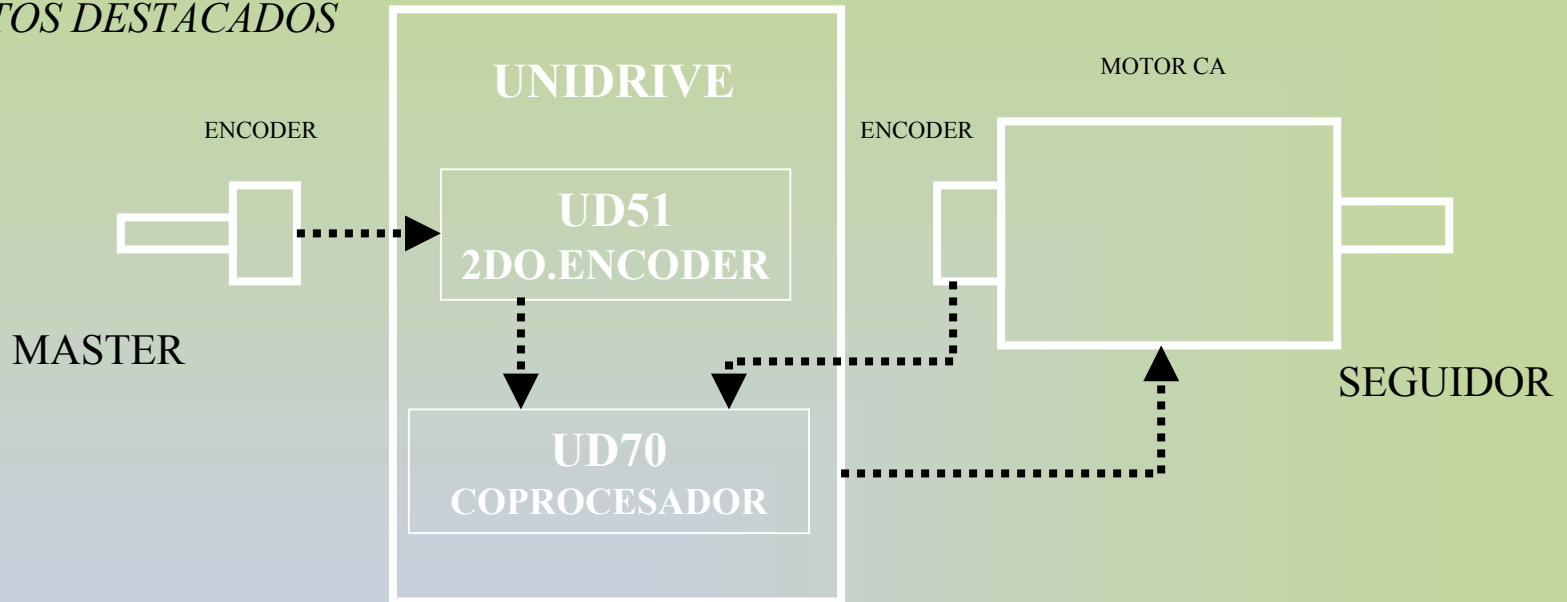 TOS DESTACADOS
UNIDRIVE
MOTOR CA
ENCODER
ENCODER
UD51
2DO.ENCODER
MASTER
SEGUIDOR
UD70
COPROCESADOR